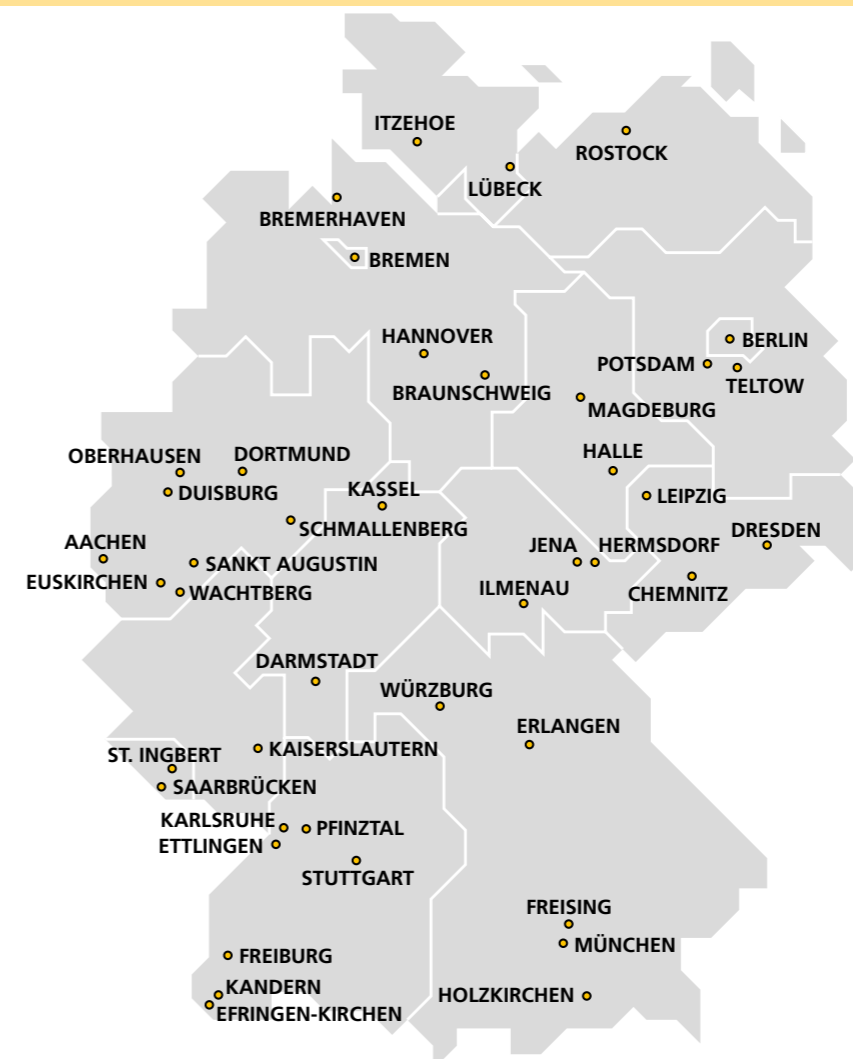 ITZEHOE
ROSTOCK
LÜBECK
BREMERHAVEN
BREMEN
HANNOVER
BERLIN
POTSDAM
TELTOW
BRAUNSCHWEIG
MAGDEBURG
HALLE
OBERHAUSEN
DORTMUND
DUISBURG
KASSEL
LEIPZIG
SCHMALLENBERG
DRESDEN
AACHEN
JENA
HERMSDORF
SANKT AUGUSTIN
EUSKIRCHEN
WACHTBERG
ILMENAU
CHEMNITZ
DARMSTADT
WÜRZBURG
ERLANGEN
ST. INGBERT
KAISERSLAUTERN
SAARBRÜCKEN
KARLSRUHE
PFINZTAL
ETTLINGEN
STUTTGART
FREISING
MÜNCHEN
FREIBURG
KANDERN
HOLZKIRCHEN
EFRINGEN-KIRCHEN